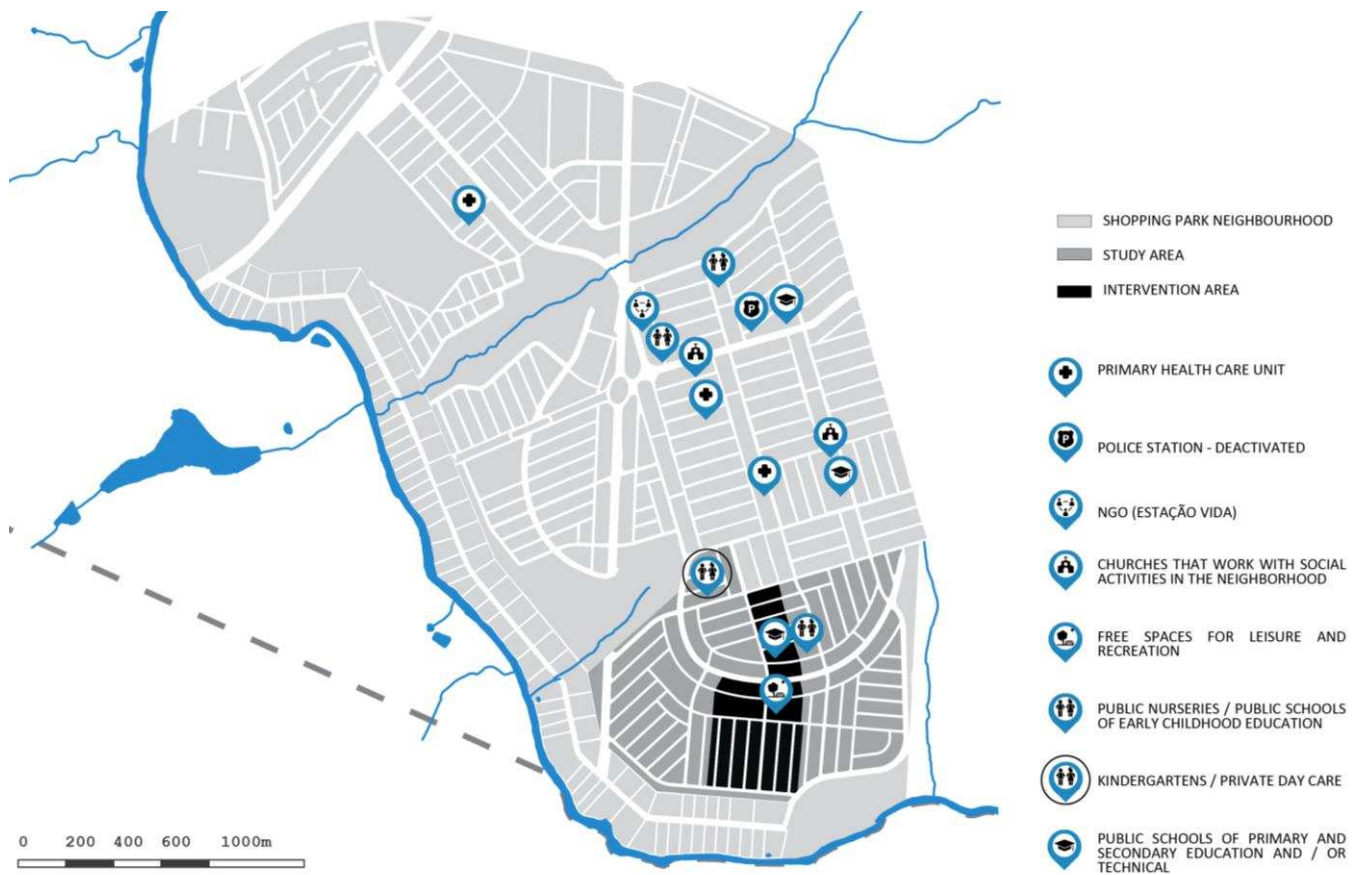 SHOPPING PARK NEIGHBOURHOOD
STUDY AREA
INTERVENTION AREA
PRIMARY HEALTH CARE UNIT
P
P
POLICE STATION - DEACTIVATED
NGO (ESTAÇÃO VIDA)
CHURCHES THAT WORK WITH SOCIAL
ACTIVITIES IN THE NEIGHBORHOOD
FREE SPACES FOR LEISURE AND
RECREATION
PUBLIC NURSERIES / PUBLIC SCHOOLS
OF EARLY CHILDHOOD EDUCATION
KINDERGARTENS / PRIVATE DAY CARE
PUBLIC SCHOOLS OF PRIMARY AND
SECONDARY EDUCATION AND / OR
TECHNICAL
0 200 400 600 1000m